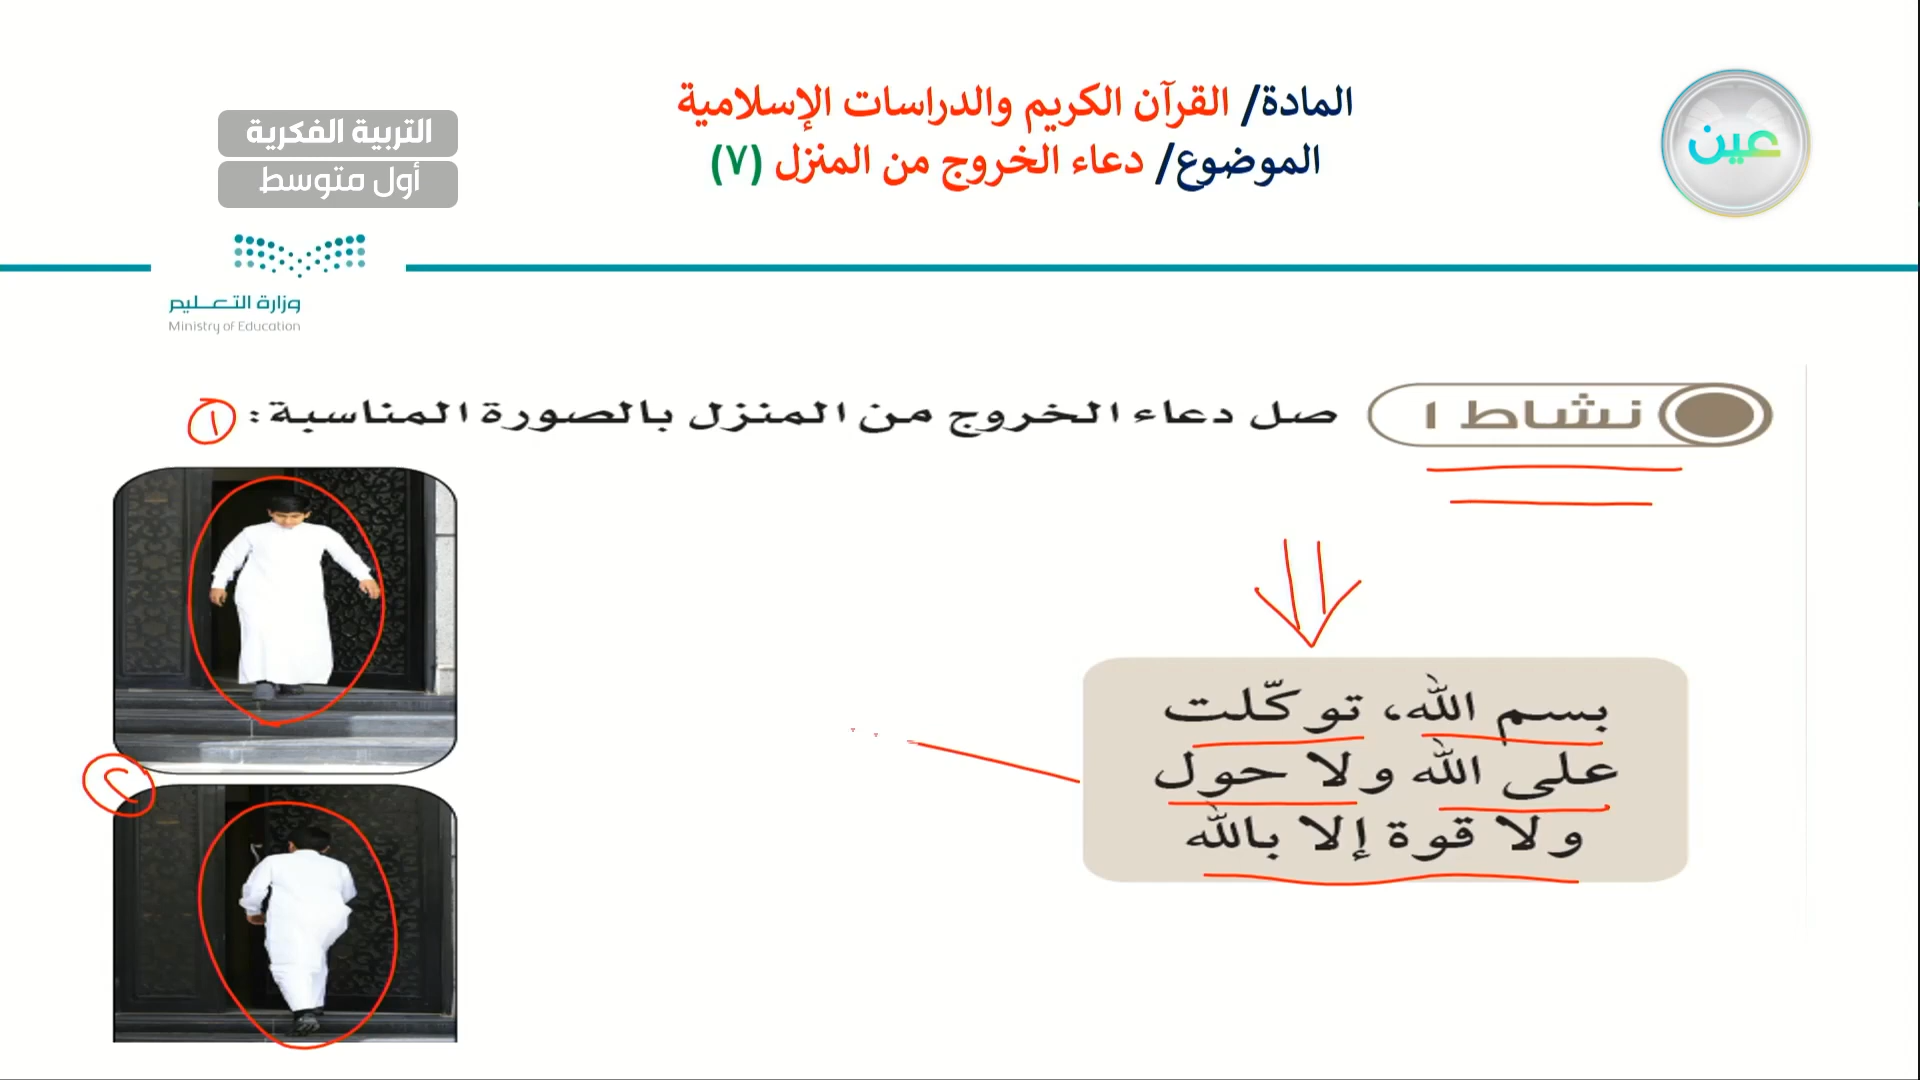 المادة/ القرآن الكريم والدراسات الإسلامية
الموضوع/ دعاء الخروج من المنزل (٧)
عين
التربية الفكرية
أول متوسط
وزارة التعليم
Ministry of Education
نشاط ١
صل دعاء الخروج من المنزل بالصورة المناسبة:
١
بسم الله، توكّلت
على الله ولا حول
ولا قوة إلا بالله
٢